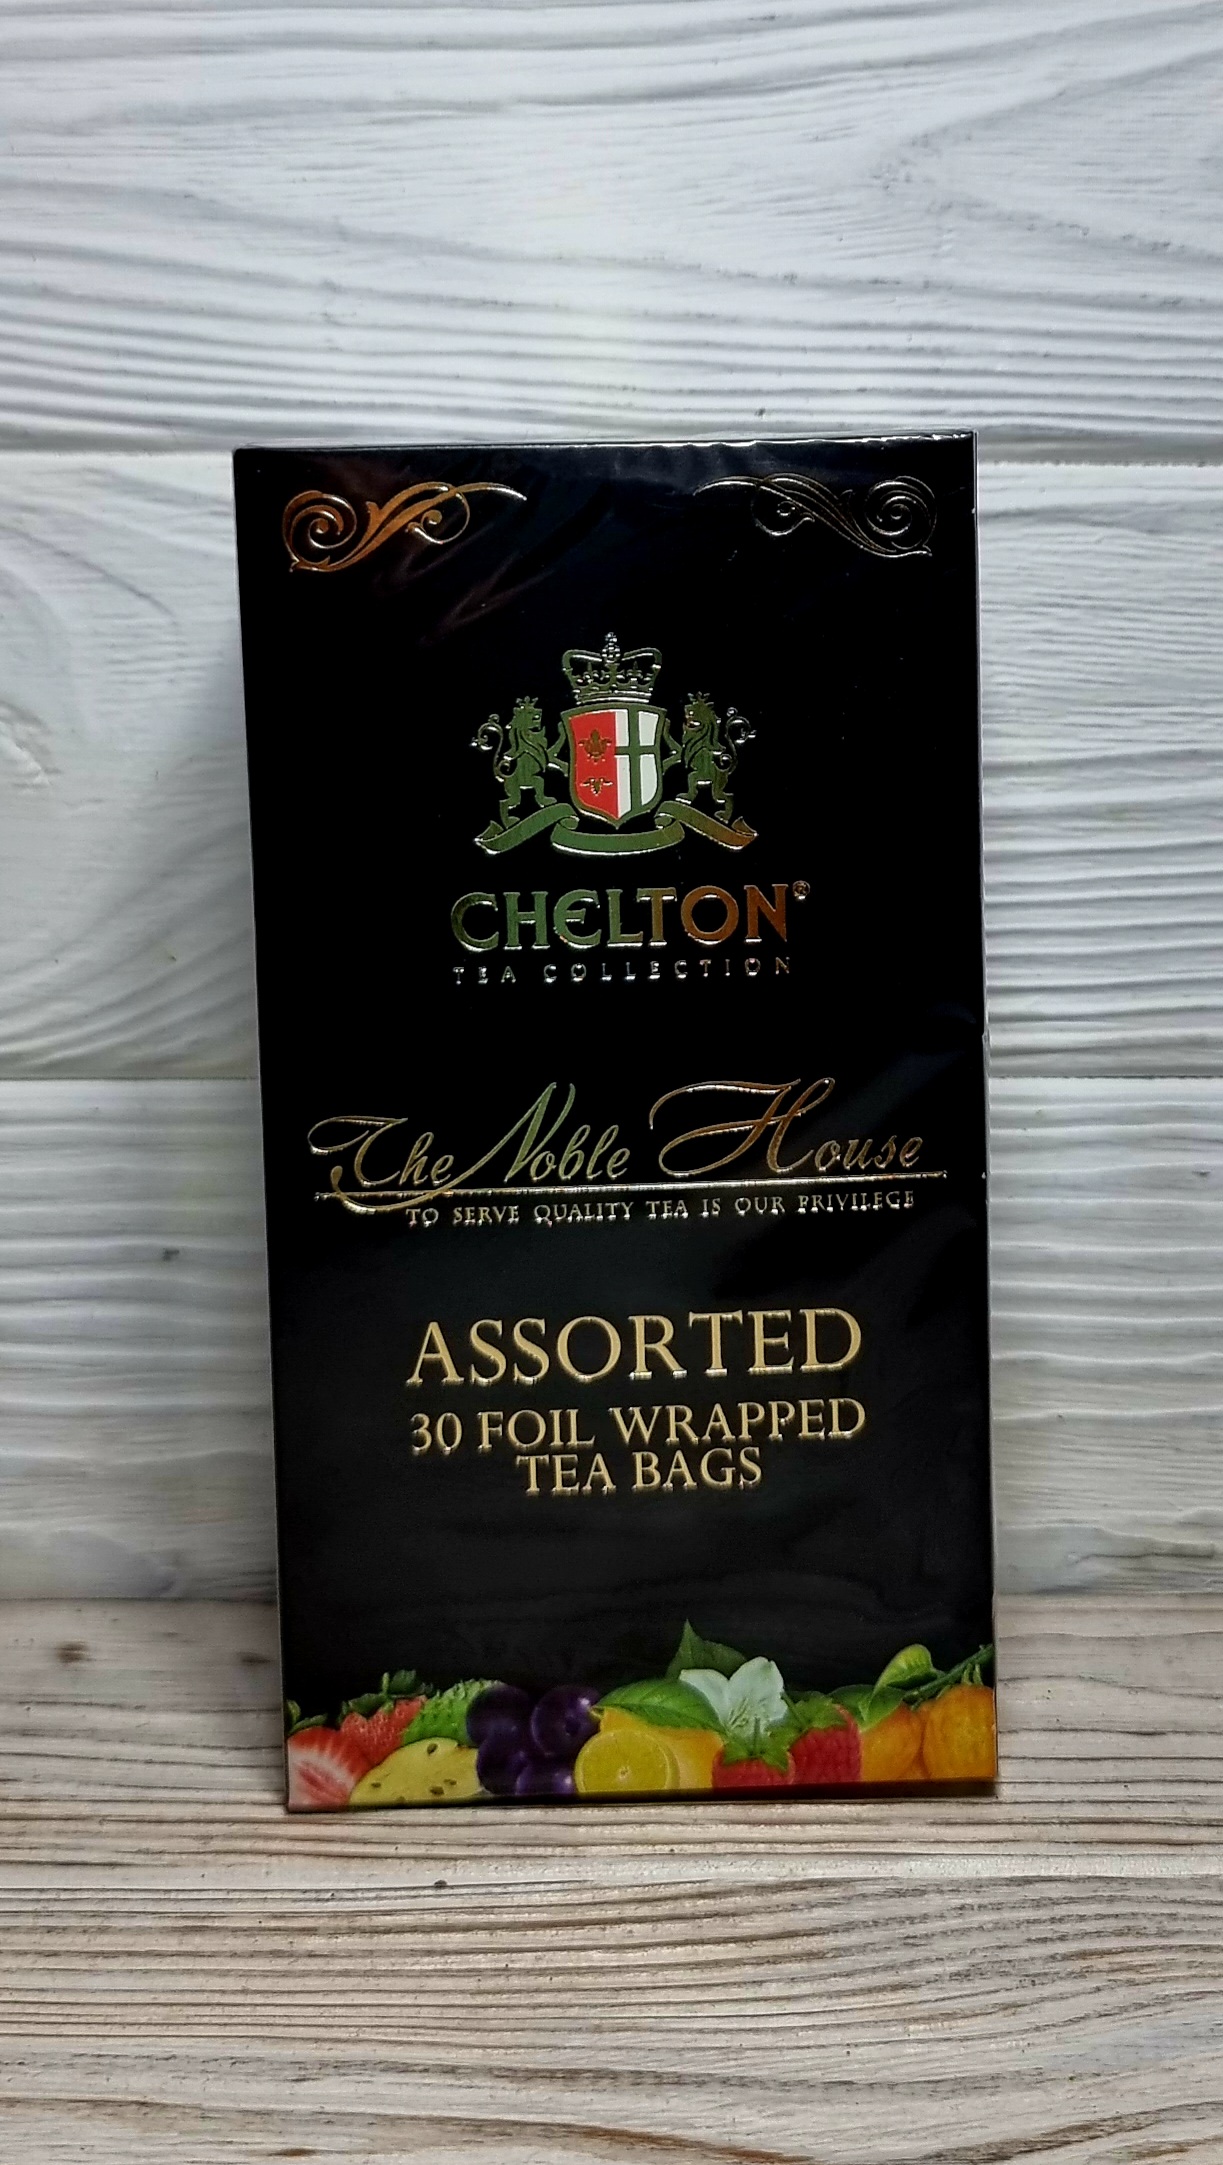 CHELTON®
TEA COLLECTION
The Noble House
TO SERVE QUALITY TEA IS OUR PRIVILEGE
ASSORTED
30 FOIL WRAPPED
TEA BAGS